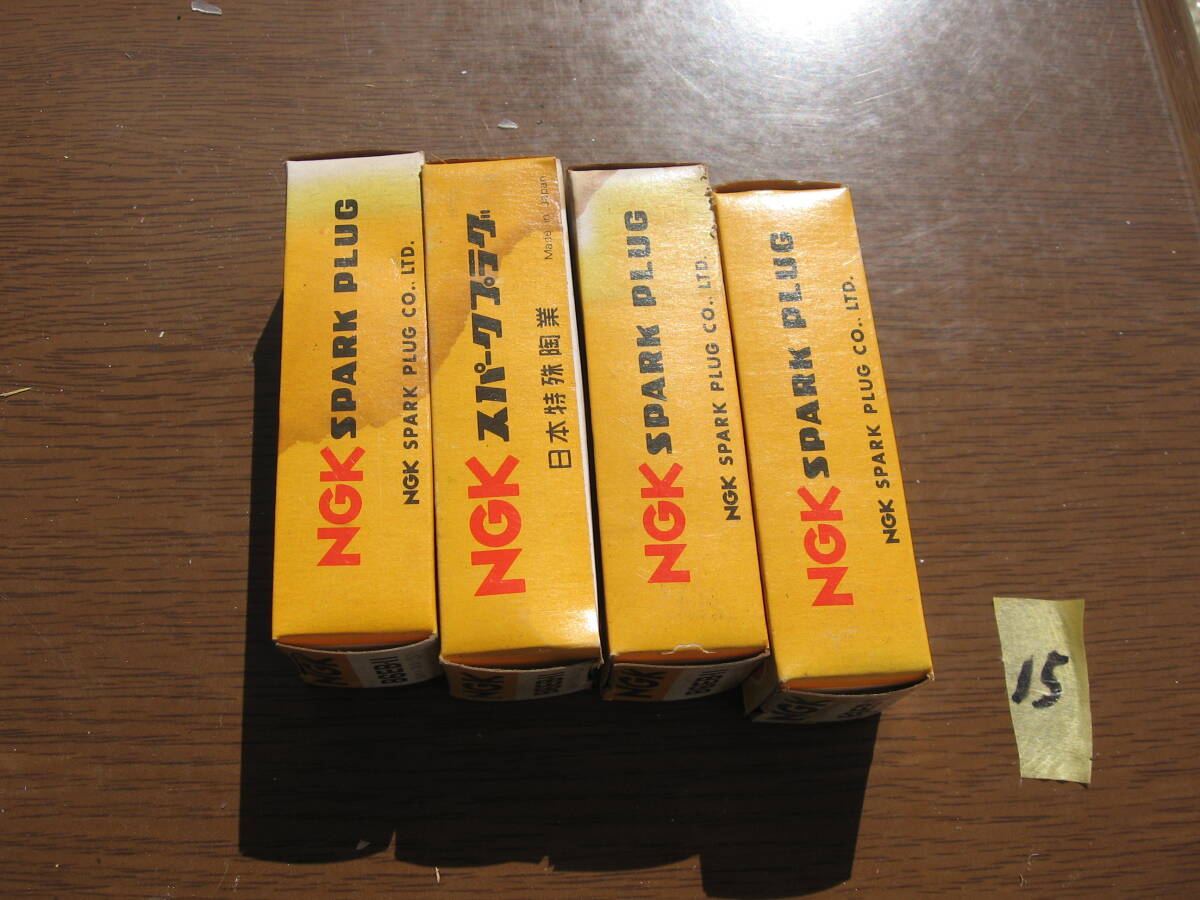 NGK SPARK PLUG
NGK SPARK PLUG CO., LTD.
NGK
NGK スパークプラグ
日本特殊陶業
Made in Japan
NGK
NGK SPARK PLUG
NGK SPARK PLUG CO., LTD.
NGK
NGK SPARK PLUG
NGK SPARK PLUG CO., LTD.
NGK
15